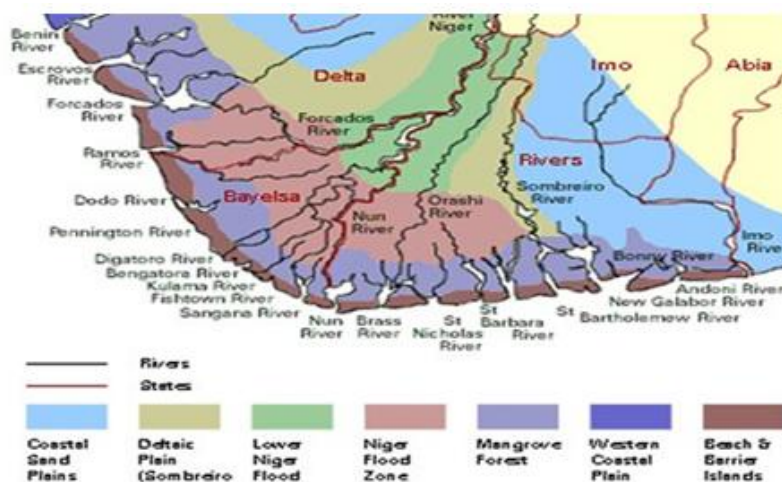 River
Niger
Benin
River
Escrovos
River
Forcados
River
Delta
Imo
Abia
Forcados
River
Ramos
River
Rivers
Bayelsa
Sombreiro
River
Dodo River
Nun
River
Orashi
River
Pennington
River
Imo
River
Digatoro River
Bengatora River
Kulama River
Fishtown River
Sangana River
Bonny River
Andoni River
New Galabor River
Nun
River
Brass
River
St
Nicholas
River
St
Barbara
River
St
Bartholemew River
Rivers
States
Coastal
Sand
Plains
Deltaic
Plain
(Sombreiro
Lower
Niger
Flood
Niger
Flood
Zone
Mangrove
Forest
Western
Coastal
Plain
Beach &
Barrier
Islands